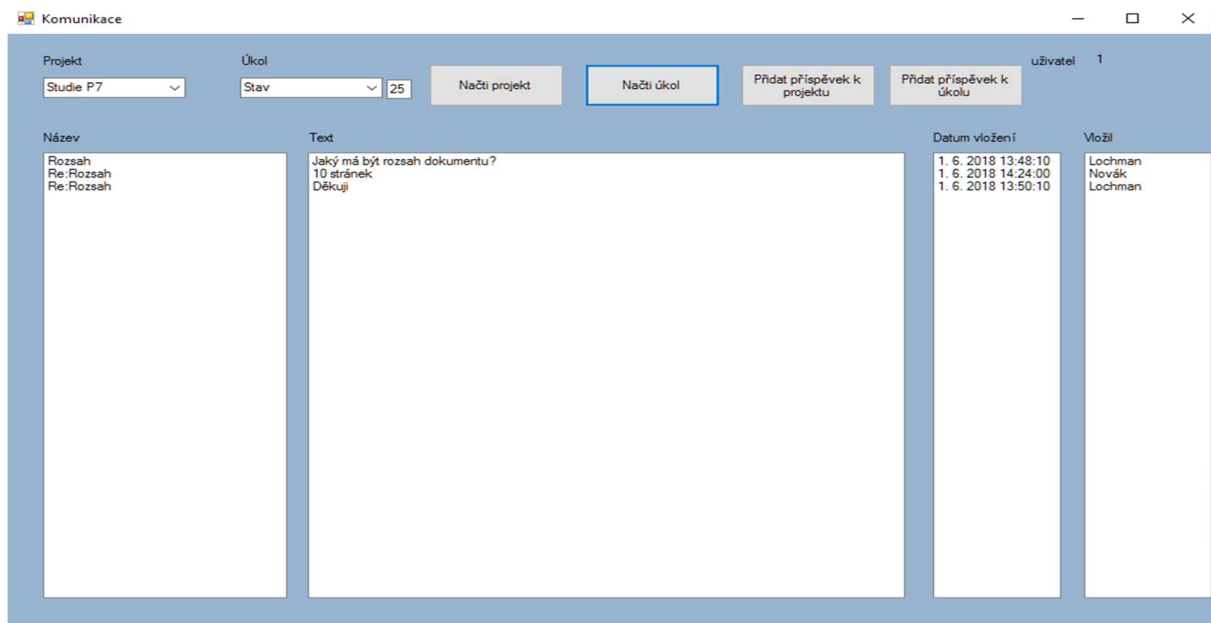 Komunikace
Projekt
Úkol
uživatel 1
Studie P7
Stav
25
Načti projekt
Načti úkol
Přidat příspěvek k
projektu
Přidat příspěvek k
úkolu
Název
Text
Datum vložení
Vložil
Rozsah
Jaký má být rozsah dokumentu?
1. 6. 2018 13:48:10
Lochman
Re:Rozsah
10 stránek
1. 6. 2018 14:24:00
Novák
Re:Rozsah
Děkuji
1. 6. 2018 13:50:10
Lochman